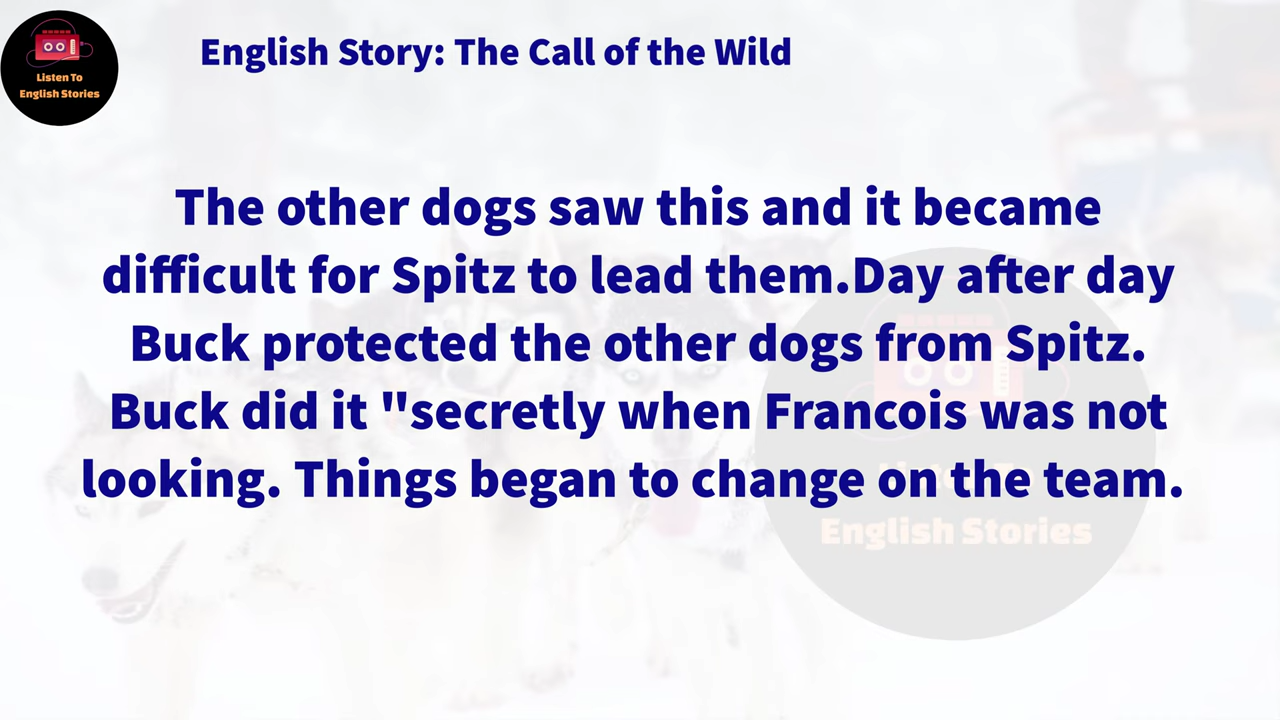 Listen To
English Stories
English Story: The Call of the Wild
The other dogs saw this and it became
difficult for Spitz to lead them.Day after day
Buck protected the other dogs from Spitz.
Buck did it "secretly when Francois was not
looking. Things began to change on the team.
English Stories